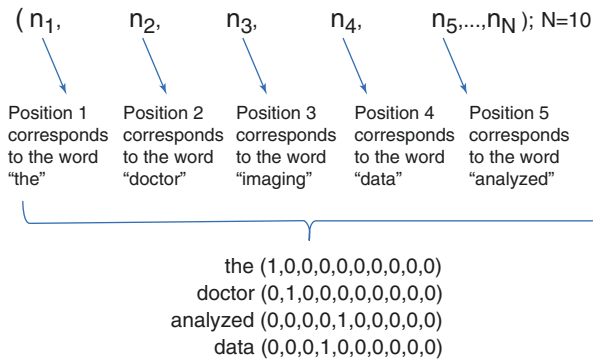 ( n1, n2, n3, n4, n5,...,nN ); N=10
Position 1 corresponds to the word “the”
Position 2 corresponds to the word “doctor”
Position 3 corresponds to the word “imaging”
Position 4 corresponds to the word “data”
Position 5 corresponds to the word “analyzed”
the (1,0,0,0,0,0,0,0,0,0)
doctor (0,1,0,0,0,0,0,0,0,0)
analyzed (0,0,0,0,1,0,0,0,0,0)
data (0,0,0,1,0,0,0,0,0,0)